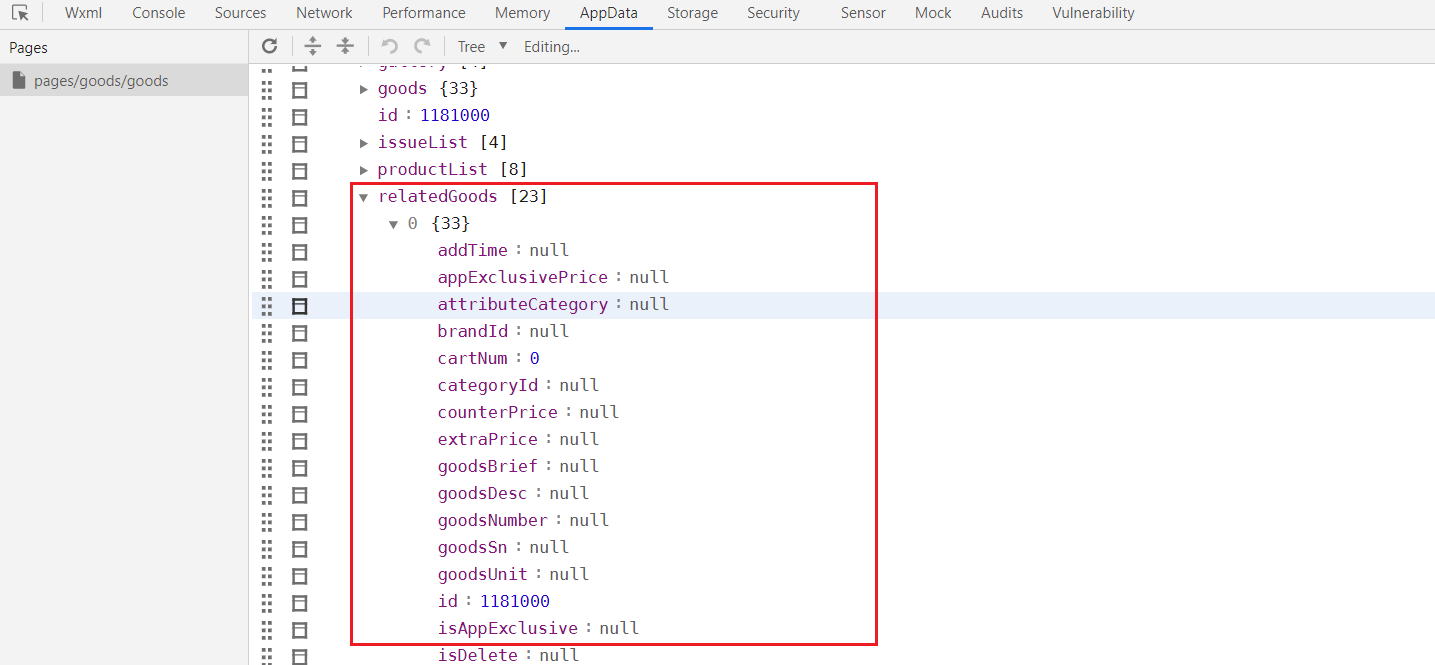 Wxml Console Sources Network Performance Memory AppData Storage Security Sensor Mock Audits Vulnerability
Pages
Tree Editing...
pages/goods/goods
goods {33}
id : 1181000
issueList [4]
productList [8]
relatedGoods [23]
0 {33}
addTime : null
appExclusivePrice : null
attributeCategory : null
brandId : null
cartNum : 0
categoryId : null
counterPrice : null
extraPrice : null
goodsBrief : null
goodsDesc : null
goodsNumber : null
goodsSn : null
goodsUnit : null
id : 1181000
isAppExclusive : null
isDelete : null